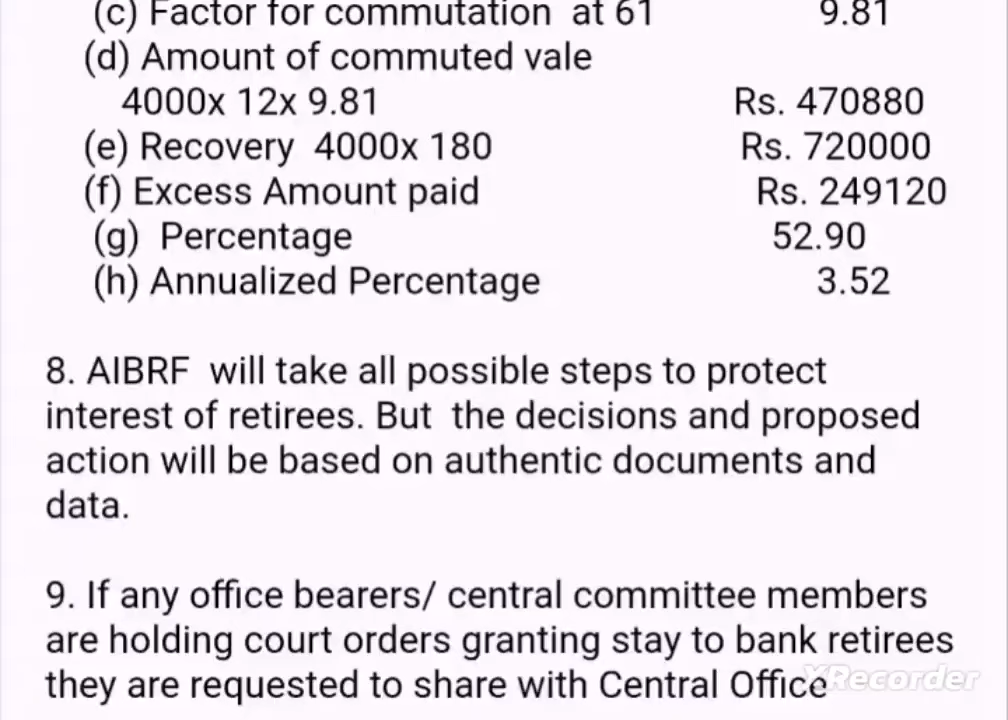 (c) Factor for commutation at 61 9.81
(d) Amount of commuted vale
4000x 12x 9.81 Rs. 470880
(e) Recovery 4000x 180 Rs. 720000
(f) Excess Amount paid Rs. 249120
(g) Percentage 52.90
(h) Annualized Percentage 3.52
8. AIBRF will take all possible steps to protect
interest of retirees. But the decisions and proposed
action will be based on authentic documents and
data.
9. If any office bearers/ central committee members
are holding court orders granting stay to bank retirees
they are requested to share with Central Office
XRecorder